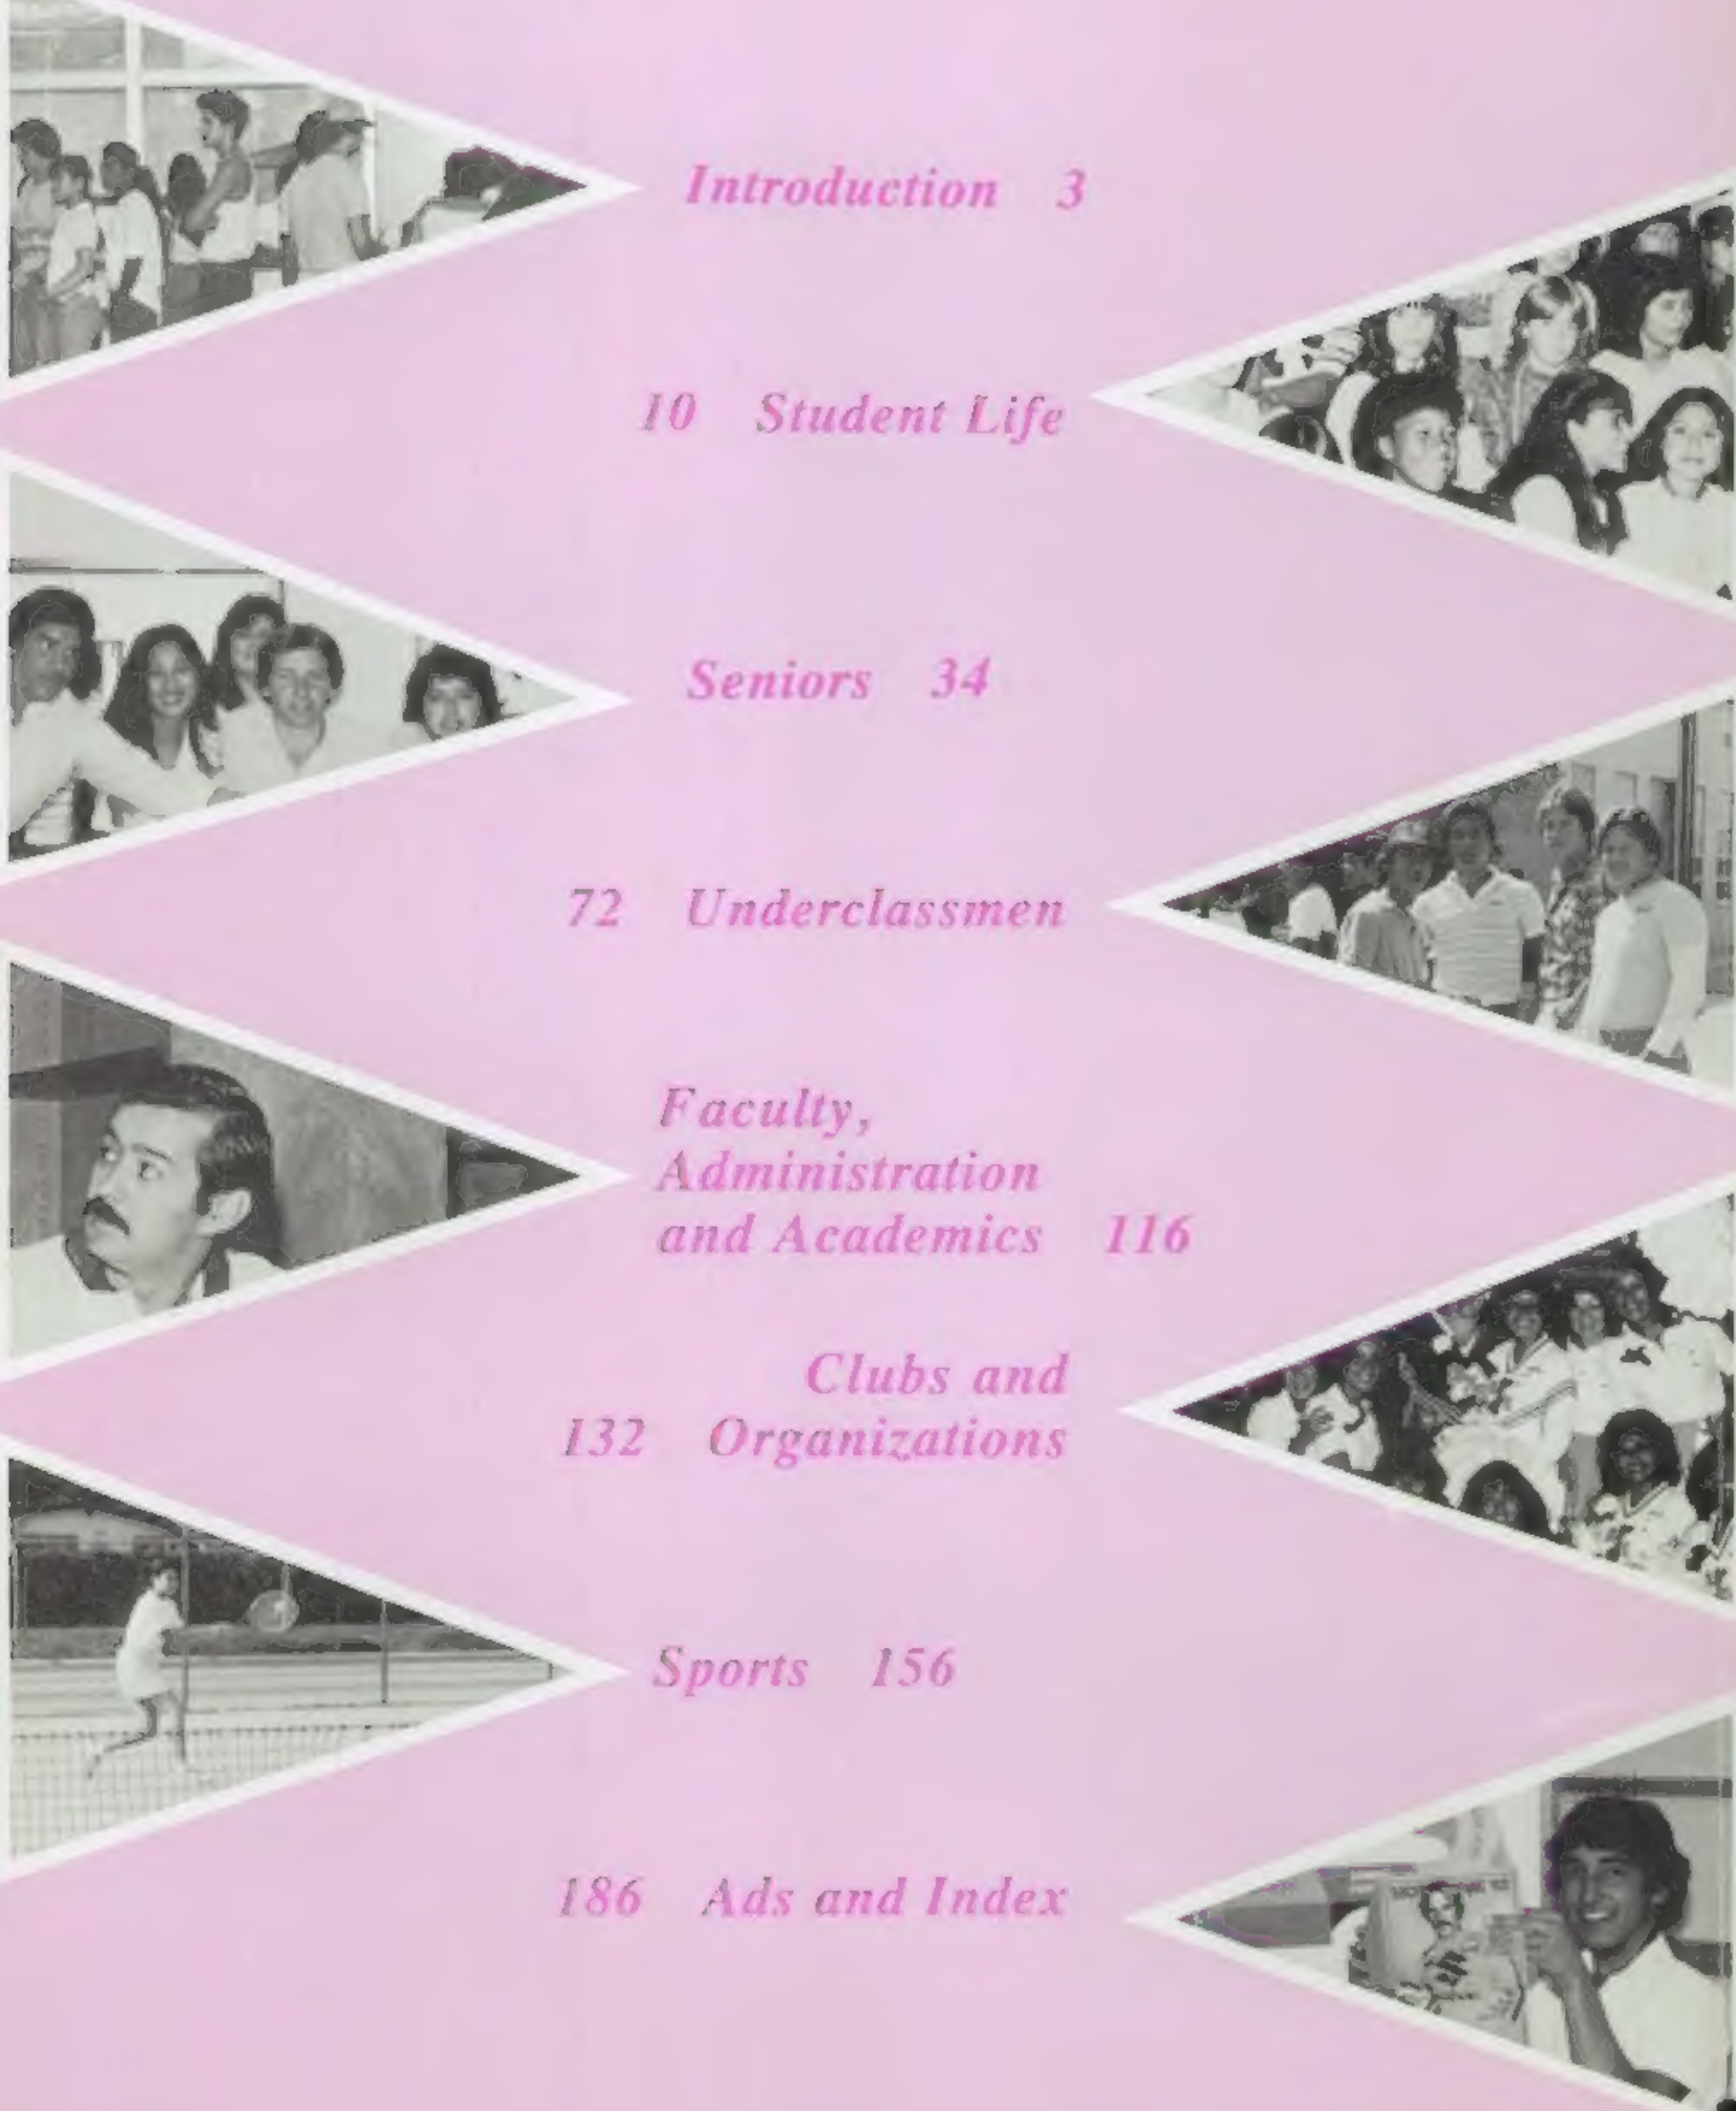 Introduction 3
10 Student Life
Seniors 34
72 Underclassmen
Faculty,
Administration
and Academics 116
Clubs and
132 Organizations
Sports 156
186 Ads and Index